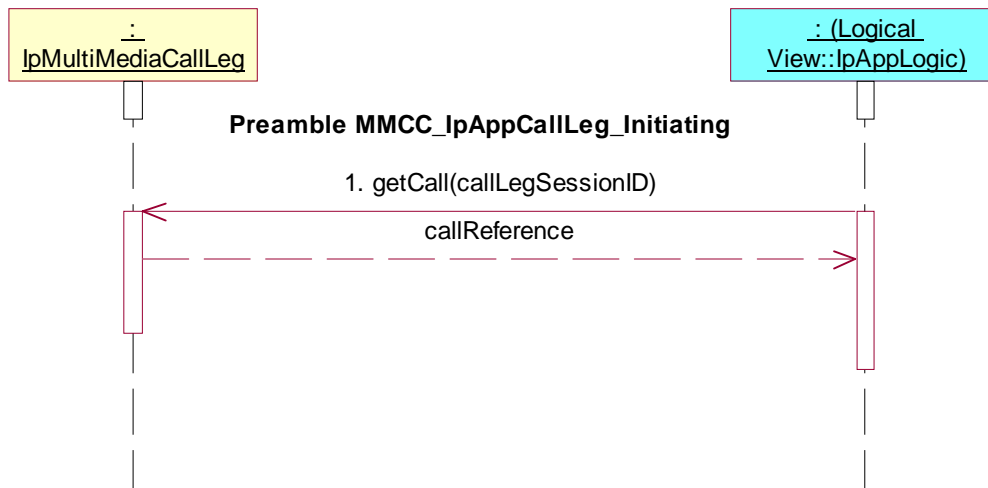 :
IpMultiMediaCallLeg
: (Logical
View::IpAppLogic)
Preamble MMCC_IpAppCallLeg_Initiating
1. getCall(callLegSessionID)
callReference